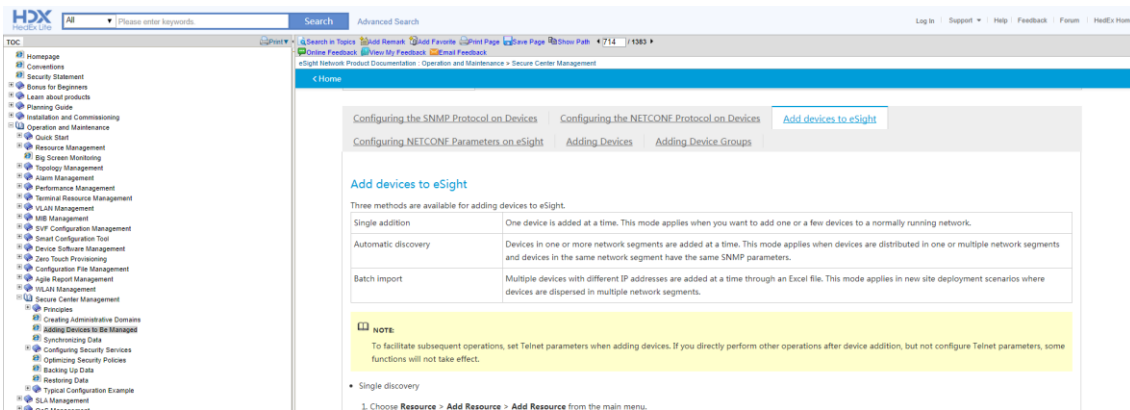 HDX
HedEx Lite
All
Please enter keywords.
Search
Advanced Search
Log In | Support | Help | Feedback | Forum | HedEx Hom
TOC
Print
Search in Topics Add Remark Add Favorite Print Page Save Page Show Path 714 / 1383
Online Feedback View My Feedback Email Feedback
eSight Network Product Documentation : Operation and Maintenance > Secure Center Management
Homepage
Conventions
Security Statement
Bonus for Beginners
Learn about products
Planning Guide
Installation and Commissioning
Operation and Maintenance
Quick Start
Resource Management
Big Screen Monitoring
Topology Management
Alarm Management
Performance Management
Terminal Resource Management
VLAN Management
MIB Management
SVF Configuration Management
Smart Configuration Tool
Device Software Management
Zero Touch Provisioning
Configuration File Management
Agile Report Management
WLAN Management
Secure Center Management
Principles
Creating Administrative Domains
Adding Devices to Be Managed
Synchronizing Data
Configuring Security Services
Optimizing Security Policies
Backing Up Data
Restoring Data
Typical Configuration Example
SLA Management
QoS Management
< Home
Configuring the SNMP Protocol on Devices
Configuring the NETCONF Protocol on Devices
Add devices to eSight
Configuring NETCONF Parameters on eSight
Adding Devices
Adding Device Groups
Add devices to eSight
Three methods are available for adding devices to eSight.
Single addition
One device is added at a time. This mode applies when you want to add one or a few devices to a normally running network.
Automatic discovery
Devices in one or more network segments are added at a time. This mode applies when devices are distributed in one or multiple network segments
and devices in the same network segment have the same SNMP parameters.
Batch import
Multiple devices with different IP addresses are added at a time through an Excel file. This mode applies in new site deployment scenarios where
devices are dispersed in multiple network segments.
NOTE:
To facilitate subsequent operations, set Telnet parameters when adding devices. If you directly perform other operations after device addition, but not configure Telnet parameters, some
functions will not take effect.
• Single discovery
1. Choose Resource > Add Resource > Add Resource from the main menu.